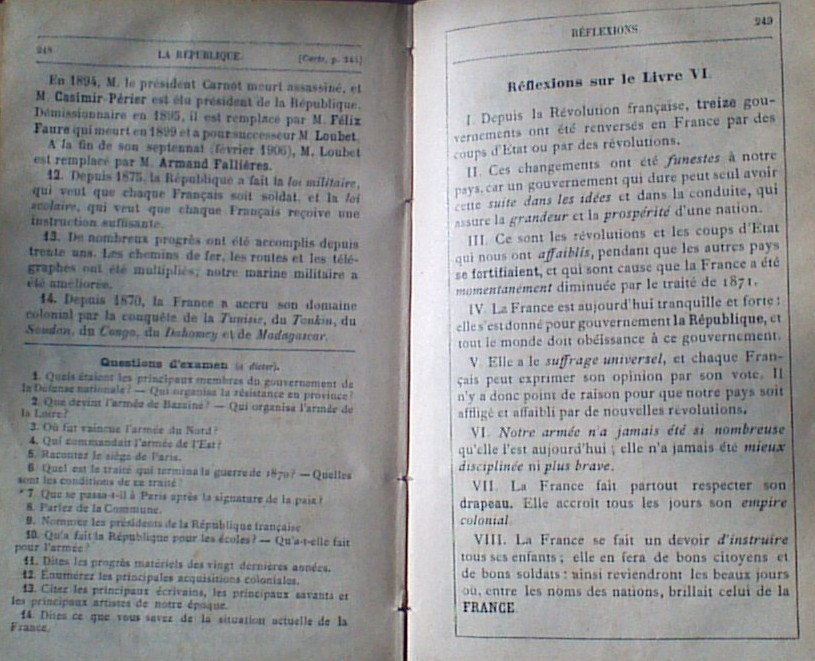 248
LA RÉPUBLIQUE.
[Carte, p. 245]
En 1894, M. le président Carnot meurt assassiné, et
M. Casimir-Périer est élu président de la République.
Démissionnaire en 1895, il est remplacé par M. Félix
Faure qui meurt en 1899 et a pour successeur M Loubet.
A la fin de son septennat (février 1906), M. Loubet
est remplacé par M. Armand Fallières.
12. Depuis 1875, la République a fait la loi militaire,
qui veut que chaque Français soit soldat, et la loi
scolaire, qui veut que chaque Français reçoive une
instruction suffisante.
13. De nombreux progrès ont été accomplis depuis
trente ans. Les chemins de fer, les routes et les télé-
graphes ont été multipliés; notre marine militaire a
été améliorée.
14. Depuis 1870, la France a accru son domaine
colonial par la conquête de la Tunisie, du Tonkin, du
Soudan, du Congo, du Dahomey et de Madagascar.
Questions d'examen (à dicter).
1. Quels étaient les principaux membres du gouvernement de
la Défense nationale? — Qui organisa la résistance en province?
2. Que devint l'armée de Bazaine? — Qui organise l'armée de
la Loire?
3. Où fut vaincue l'armée du Nord?
4. Qui commandait l'armée de l'Est?
5. Racontez le siège de Paris.
6. Quel est le traité qui termina la guerre de 1870? — Quelles
sont les conditions de ce traité?
*7. Que se passa-t-il à Paris après la signature de la paix?
8. Parlez de la Commune.
9. Nommez les présidents de la République française
10. Qu'a fait la République pour les écoles? — Qu'a-t-elle fait
pour l'armée?
11. Dites les progrès matériels des vingt dernières années.
12. Énumérez les principales acquisitions coloniales.
13. Citer les principaux écrivains, les principaux savants et
les principaux artistes de notre époque.
14. Dites ce que vous savez de la situation actuelle de la
France.
RÉFLEXIONS
249
Réflexions sur le Livre VI.
I. Depuis la Révolution française, treize gou-
vernements ont été renversés en France par des
coups d'État ou par des révolutions.
II. Ces changements ont été funestes à notre
pays, car un gouvernement qui dure peut seul avoir
cette suite dans les idées et dans la conduite, qui
assure la grandeur et la prospérité d'une nation.
III. Ce sont les révolutions et les coups d'État
qui nous ont affaiblis, pendant que les autres pays
se fortifiaient, et qui sont cause que la France a été
momentanément diminuée par le traité de 1871.
IV. La France est aujourd'hui tranquille et forte:
elle s'est donné pour gouvernement la République, et
tout le monde doit obéissance à ce gouvernement.
V. Elle a le suffrage universel, et chaque Fran-
çais peut exprimer son opinion par son vote. Il
n'y a donc point de raison pour que notre pays soit
affligé et affaibli par de nouvelles révolutions.
VI. Notre armée n'a jamais été si nombreuse
qu'elle l'est aujourd'hui; elle n'a jamais été mieux
disciplinée ni plus brave.
VII. La France fait partout respecter son
drapeau. Elle accroît tous les jours son empire
colonial.
VIII. La France se fait un devoir d'instruire
tous ses enfants; elle en fera de bons citoyens et
de bons soldats: ainsi reviendront les beaux jours
où, entre les noms des nations, brillait celui de la
FRANCE.